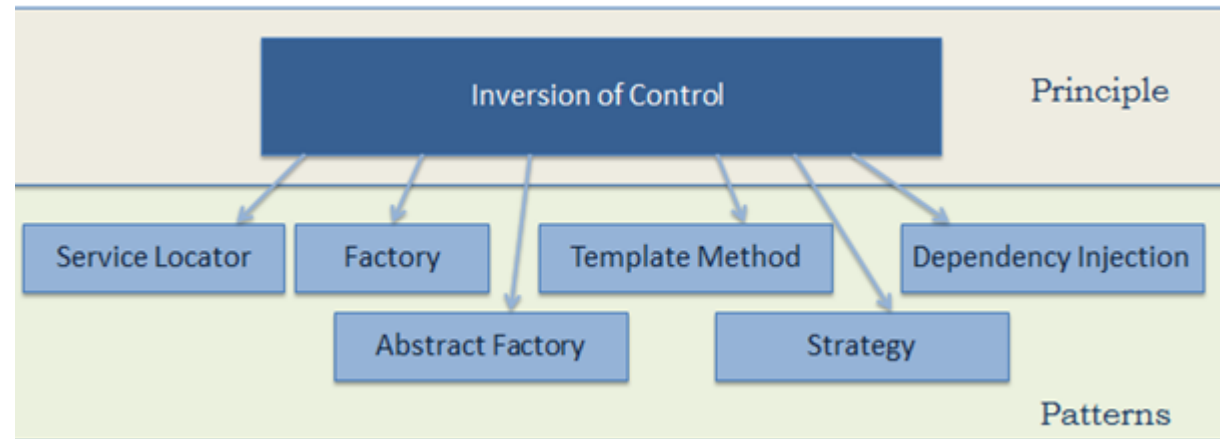 Inversion of Control
Principle
Service Locator
Factory
Template Method
Dependency Injection
Abstract Factory
Strategy
Patterns